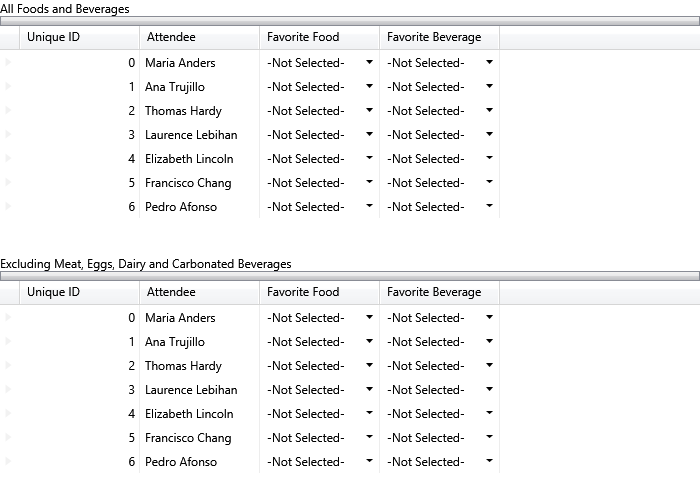 All Foods and Beverages
Unique ID Attendee Favorite Food Favorite Beverage
0 Maria Anders -Not Selected- -Not Selected-
1 Ana Trujillo -Not Selected- -Not Selected-
2 Thomas Hardy -Not Selected- -Not Selected-
3 Laurence Lebihan -Not Selected- -Not Selected-
4 Elizabeth Lincoln -Not Selected- -Not Selected-
5 Francisco Chang -Not Selected- -Not Selected-
6 Pedro Afonso -Not Selected- -Not Selected-
Excluding Meat, Eggs, Dairy and Carbonated Beverages
Unique ID Attendee Favorite Food Favorite Beverage
0 Maria Anders -Not Selected- -Not Selected-
1 Ana Trujillo -Not Selected- -Not Selected-
2 Thomas Hardy -Not Selected- -Not Selected-
3 Laurence Lebihan -Not Selected- -Not Selected-
4 Elizabeth Lincoln -Not Selected- -Not Selected-
5 Francisco Chang -Not Selected- -Not Selected-
6 Pedro Afonso -Not Selected- -Not Selected-